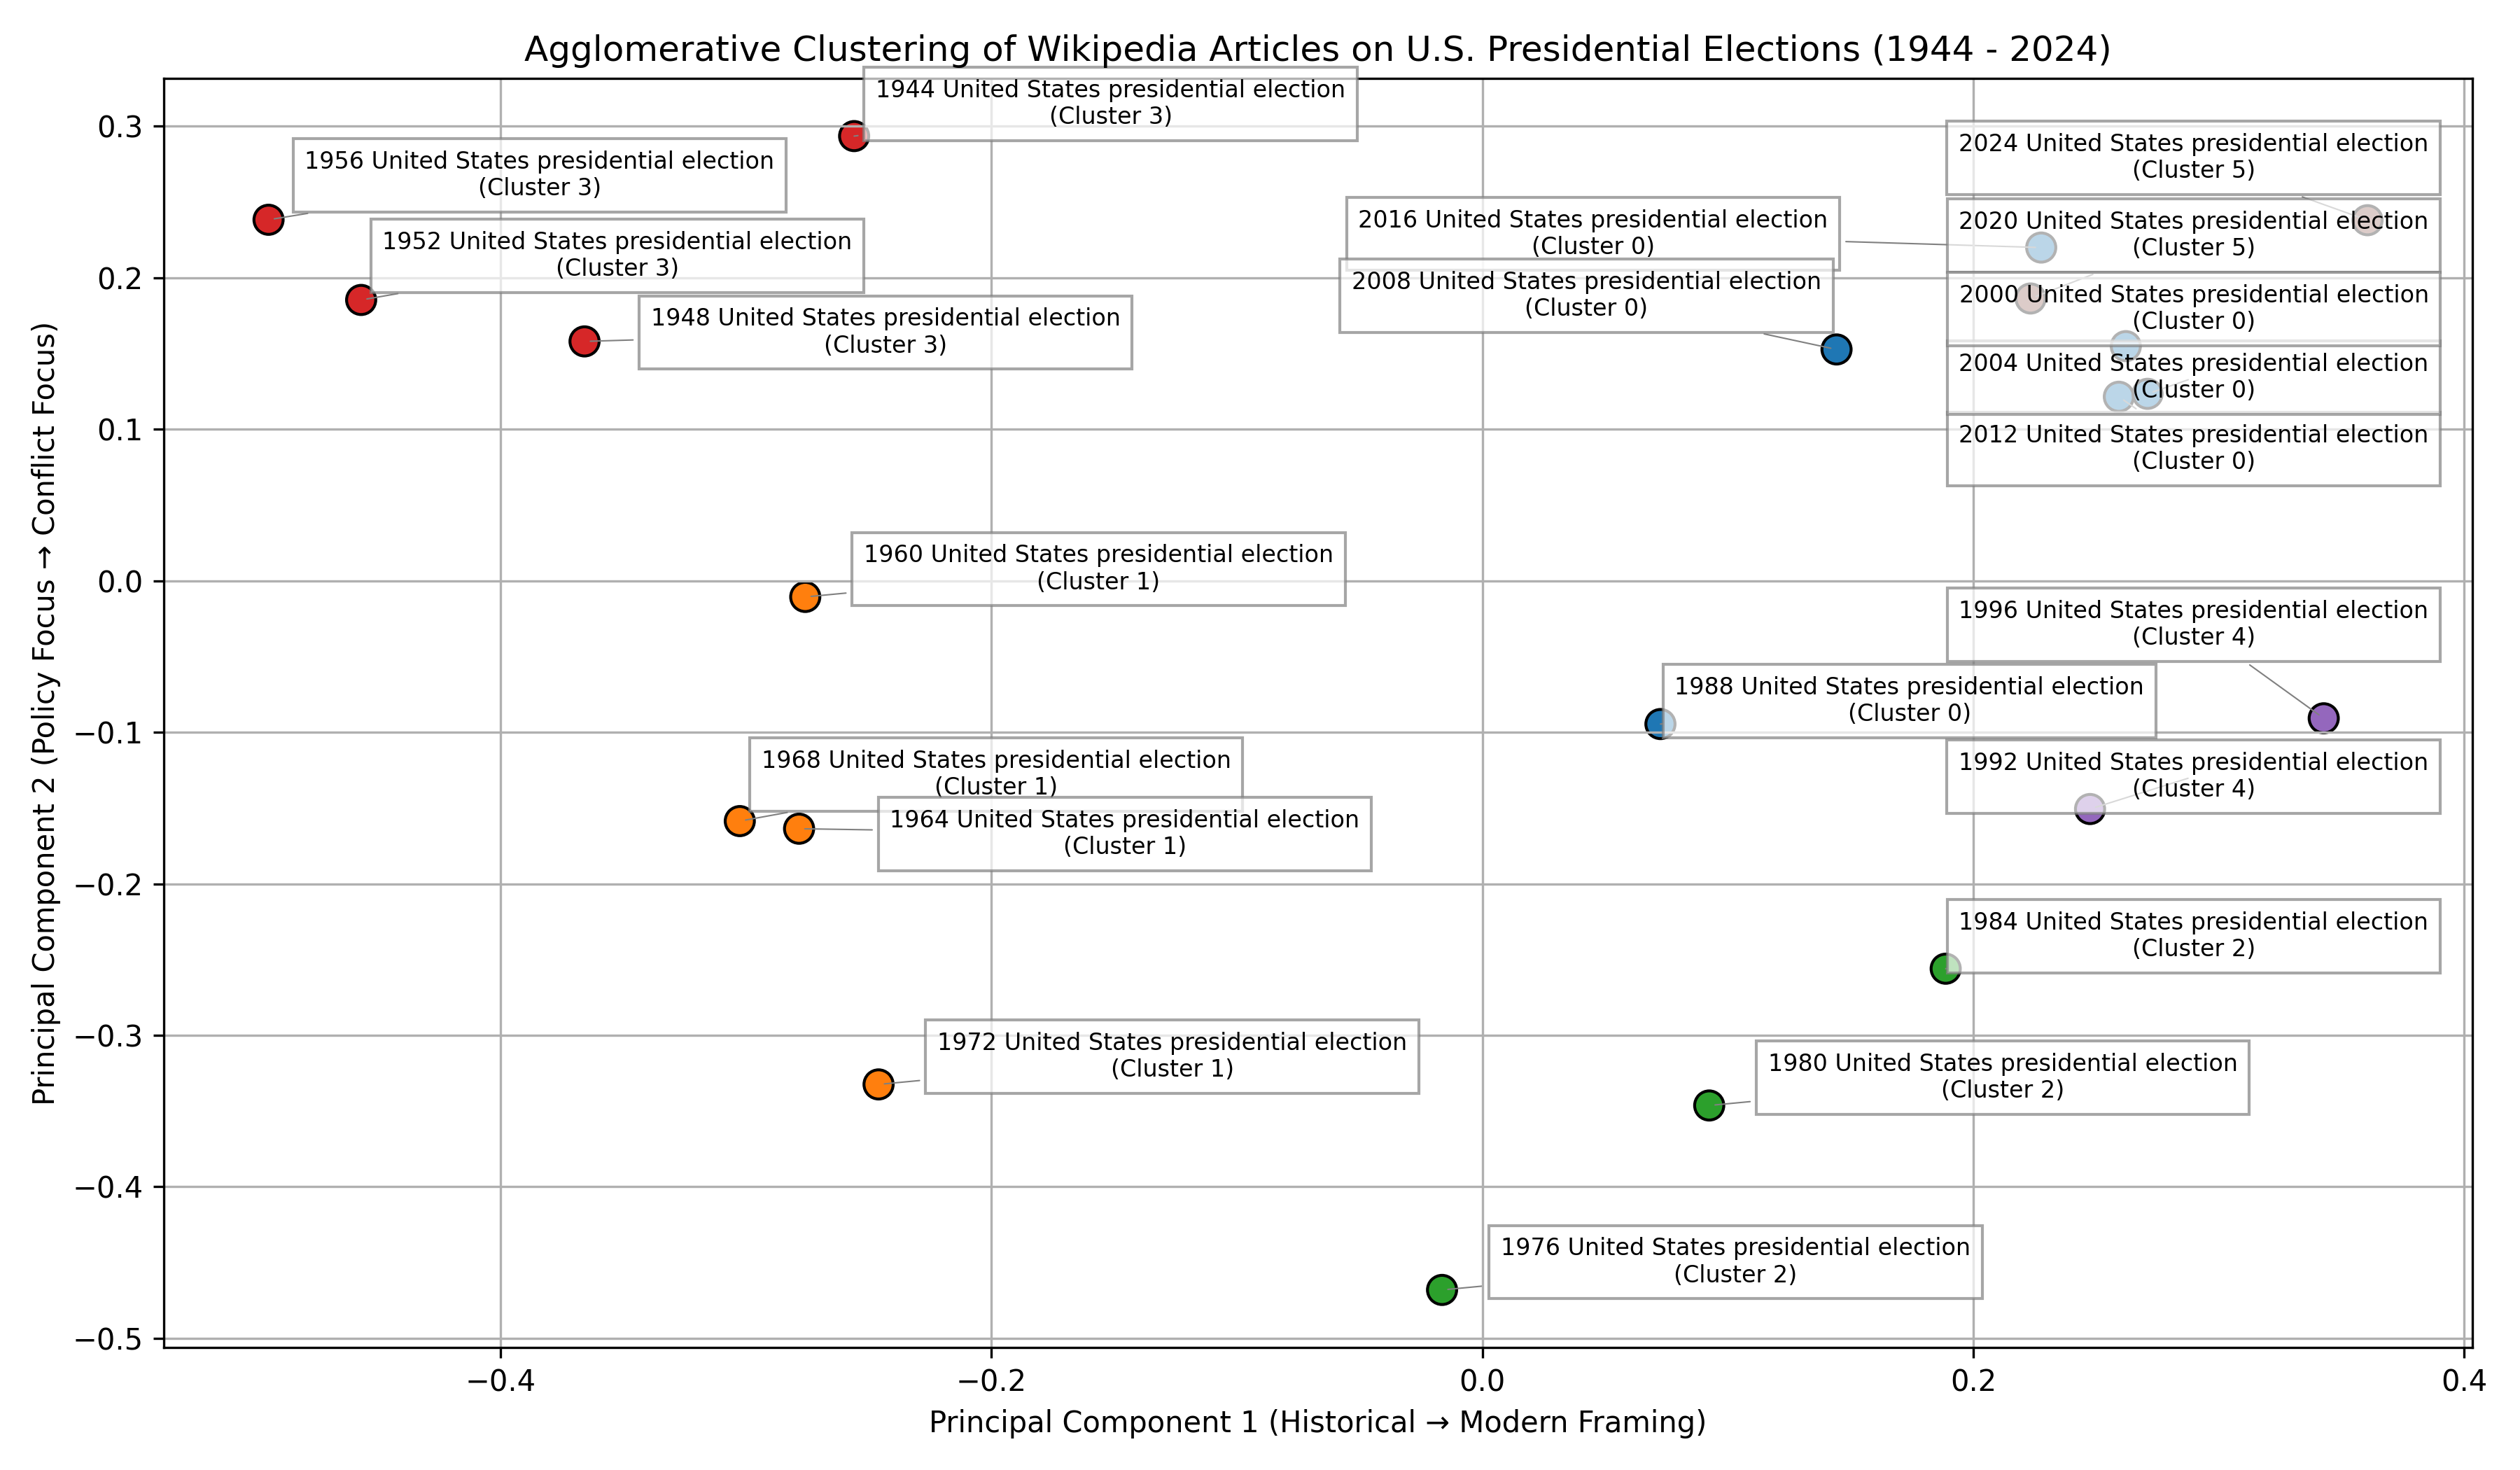 Agglomerative Clustering of Wikipedia Articles on U.S. Presidential Elections (1944 - 2024)
1944 United States presidential election
(Cluster 3)
1956 United States presidential election
(Cluster 3)
1952 United States presidential election
(Cluster 3)
1948 United States presidential election
(Cluster 3)
2024 United States presidential election
(Cluster 5)
2016 United States presidential election
(Cluster 0)
2020 United States presidential election
(Cluster 5)
2008 United States presidential election
(Cluster 0)
2000 United States presidential election
(Cluster 0)
2004 United States presidential election
(Cluster 0)
2012 United States presidential election
(Cluster 0)
1960 United States presidential election
(Cluster 1)
1996 United States presidential election
(Cluster 4)
1988 United States presidential election
(Cluster 0)
1968 United States presidential election
(Cluster 1)
1992 United States presidential election
(Cluster 4)
1964 United States presidential election
(Cluster 1)
1984 United States presidential election
(Cluster 2)
1972 United States presidential election
(Cluster 1)
1980 United States presidential election
(Cluster 2)
1976 United States presidential election
(Cluster 2)
0.3
0.2
0.1
0.0
−0.1
−0.2
−0.3
−0.4
−0.5
Principal Component 2 (Policy Focus → Conflict Focus)
−0.4
−0.2
0.0
0.2
0.4
Principal Component 1 (Historical → Modern Framing)